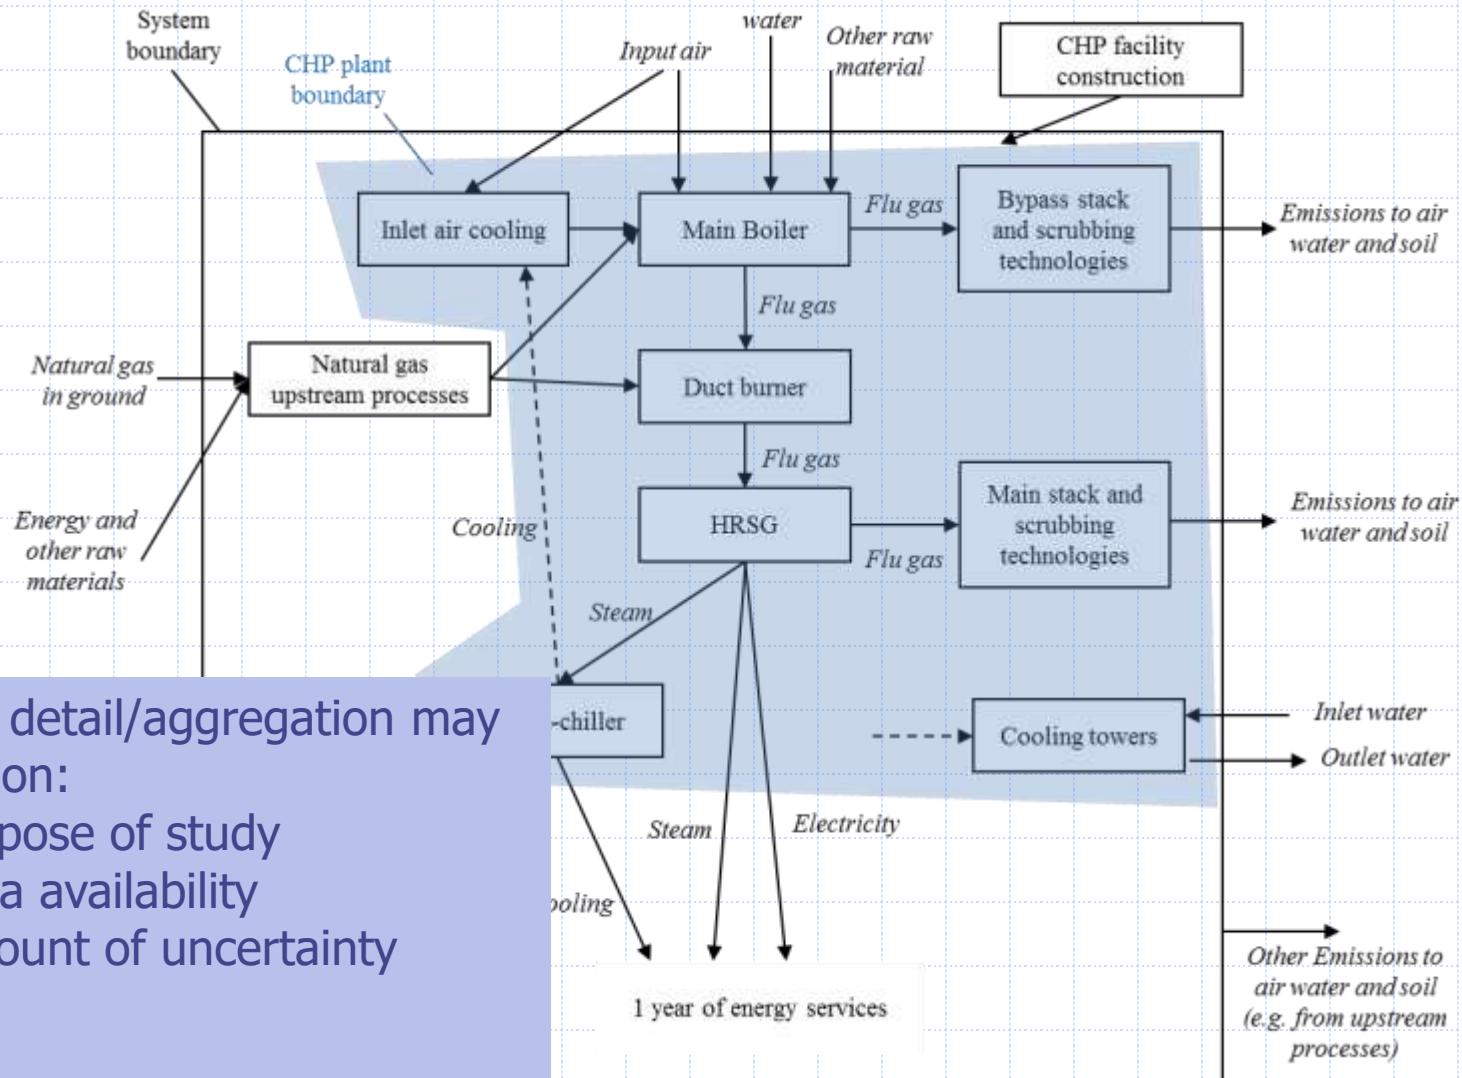 System
boundary
CHP plant
boundary
Input air
water
Other raw
material
CHP facility
construction
Inlet air cooling
Main Boiler
Flu gas
Bypass stack
and scrubbing
technologies
Emissions to air
water and soil
Flu gas
Natural gas
in ground
Natural gas
upstream processes
Duct burner
Flu gas
Energy and
other raw
materials
Cooling
HRSG
Flu gas
Main stack and
scrubbing
technologies
Emissions to air
water and soil
Steam
-chiller
Cooling towers
Inlet water
Outlet water
detail/aggregation may
on:
pose of study
a availability
ount of uncertainty
Steam
Electricity
ooling
1 year of energy services
Other Emissions to
air water and soil
(e.g. from upstream
processes)